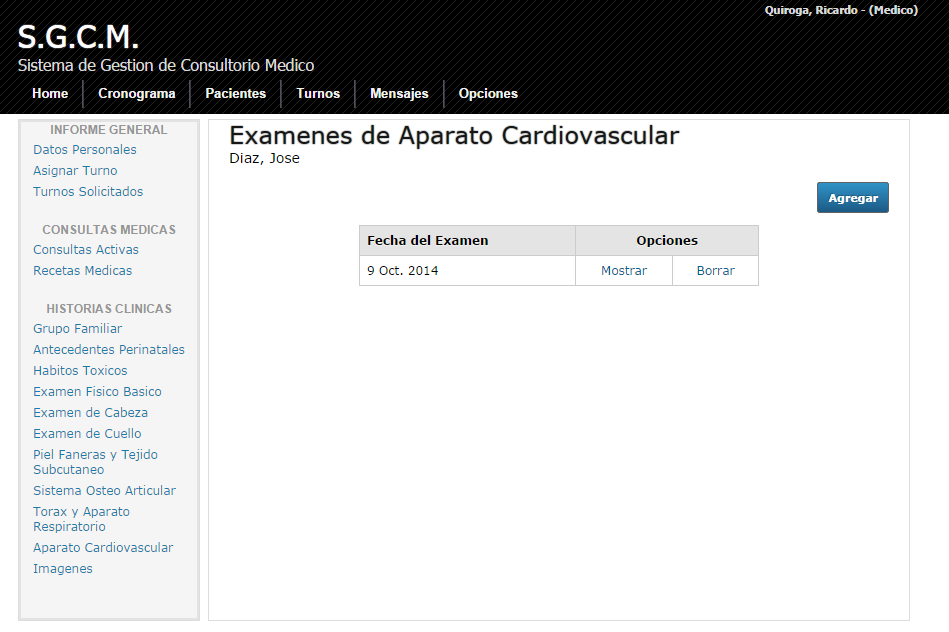 Quiroga, Ricardo - (Medico)
S.G.C.M.
Sistema de Gestion de Consultorio Medico
Home Cronograma Pacientes Turnos Mensajes Opciones
INFORME GENERAL
Datos Personales
Asignar Turno
Turnos Solicitados
CONSULTAS MEDICAS
Consultas Activas
Recetas Medicas
HISTORIAS CLINICAS
Grupo Familiar
Antecedentes Perinatales
Habitos Toxicos
Examen Fisico Basico
Examen de Cabeza
Examen de Cuello
Piel Faneras y Tejido
Subcutaneo
Sistema Osteo Articular
Torax y Aparato
Respiratorio
Aparato Cardiovascular
Imagenes
Examenes de Aparato Cardiovascular
Diaz, Jose
Agregar
Fecha del Examen Opciones
9 Oct. 2014 Mostrar Borrar